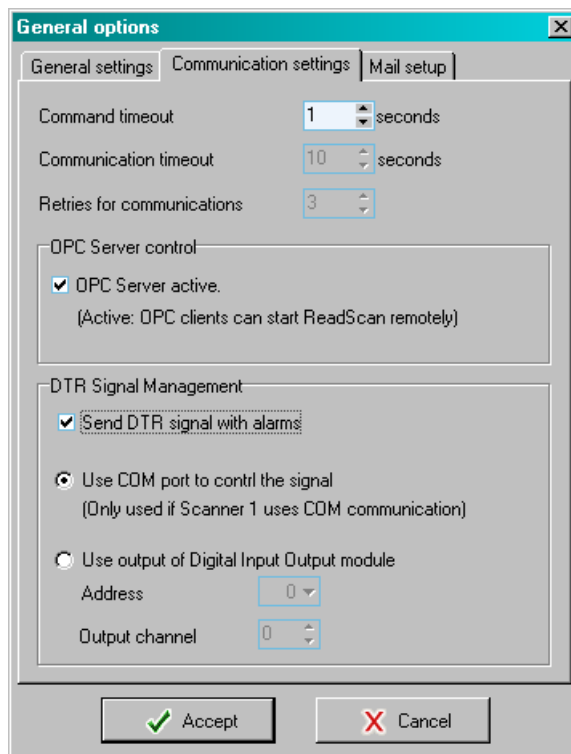 General options
General settings Communication settings Mail setup
Command timeout 1 seconds
Communication timeout 10 seconds
Retries for communications 3
OPC Server control
OPC Server active.
(Active: OPC clients can start ReadScan remotely)
DTR Signal Management
Send DTR signal with alarms
Use COM port to contrl the signal
(Only used if Scanner 1 uses COM communication)
Use output of Digital Input Output module
Address 0
Output channel 0
Accept Cancel